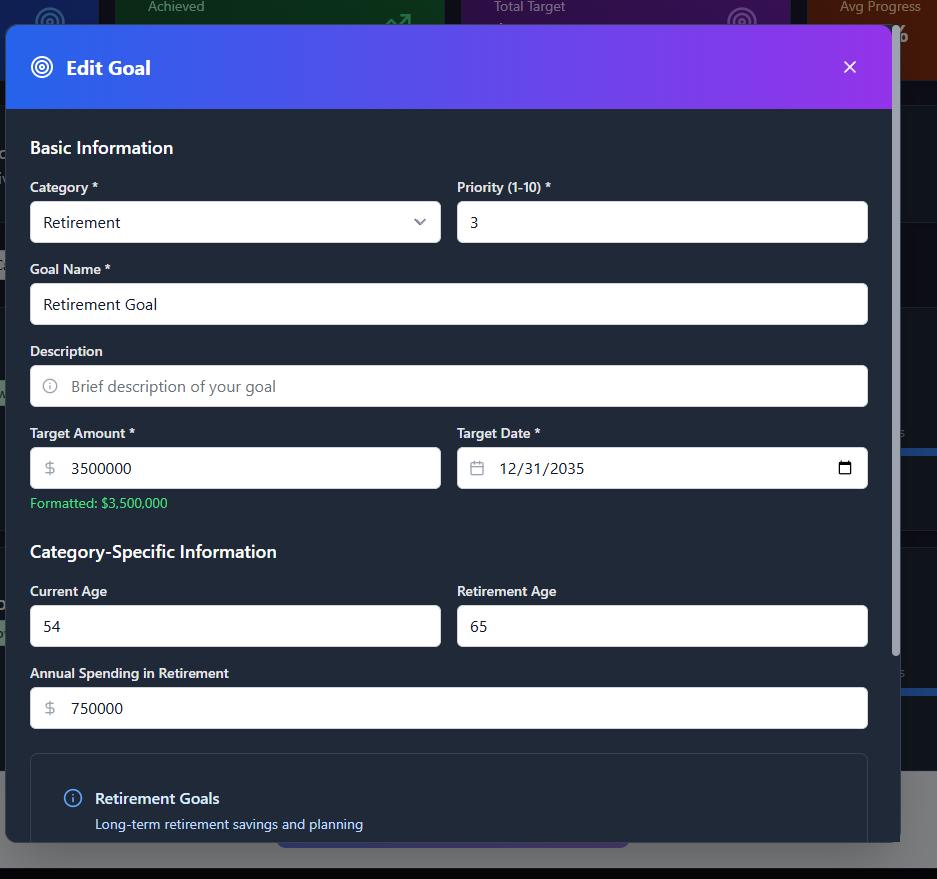 Achieved Total Target Avg Progress
Edit Goal
Basic Information
Category * Priority (1-10) *
Retirement 3
Goal Name *
Retirement Goal
Description
Brief description of your goal
Target Amount * Target Date *
3500000 12/31/2035
Formatted: $3,500,000
Category-Specific Information
Current Age Retirement Age
54 65
Annual Spending in Retirement
$ 750000
Retirement Goals
Long-term retirement savings and planning